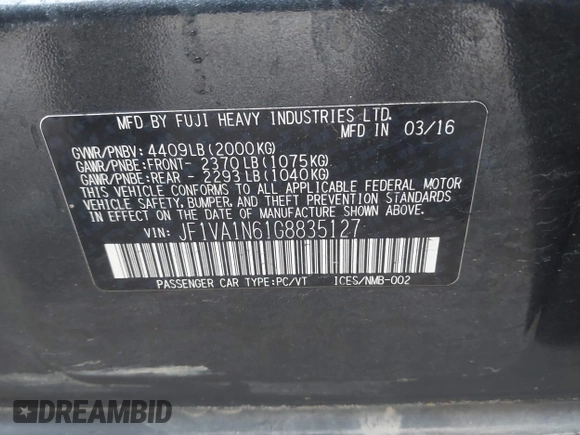 MFD BY FUJI HEAVY INDUSTRIES LTD.
MFD IN 03/16
GVWR/PNBV: 4409LB(2000KG)
GAWR/PNBE:FRONT- 2370LB(1075KG)
GAWR/PNBE:REAR - 2293LB(1040KG)
THIS VEHICLE CONFORMS TO ALL APPLICABLE FEDERAL MOTOR
VEHICLE SAFETY, BUMPER, AND THEFT PREVENTION STANDARDS
IN EFFECT ON THE DATE OF MANUFACTURE SHOWN ABOVE.
VIN: JF1VA1N61G8835127
PASSENGER CAR TYPE:PC/VT ICES/NMB-002
DREAMBID